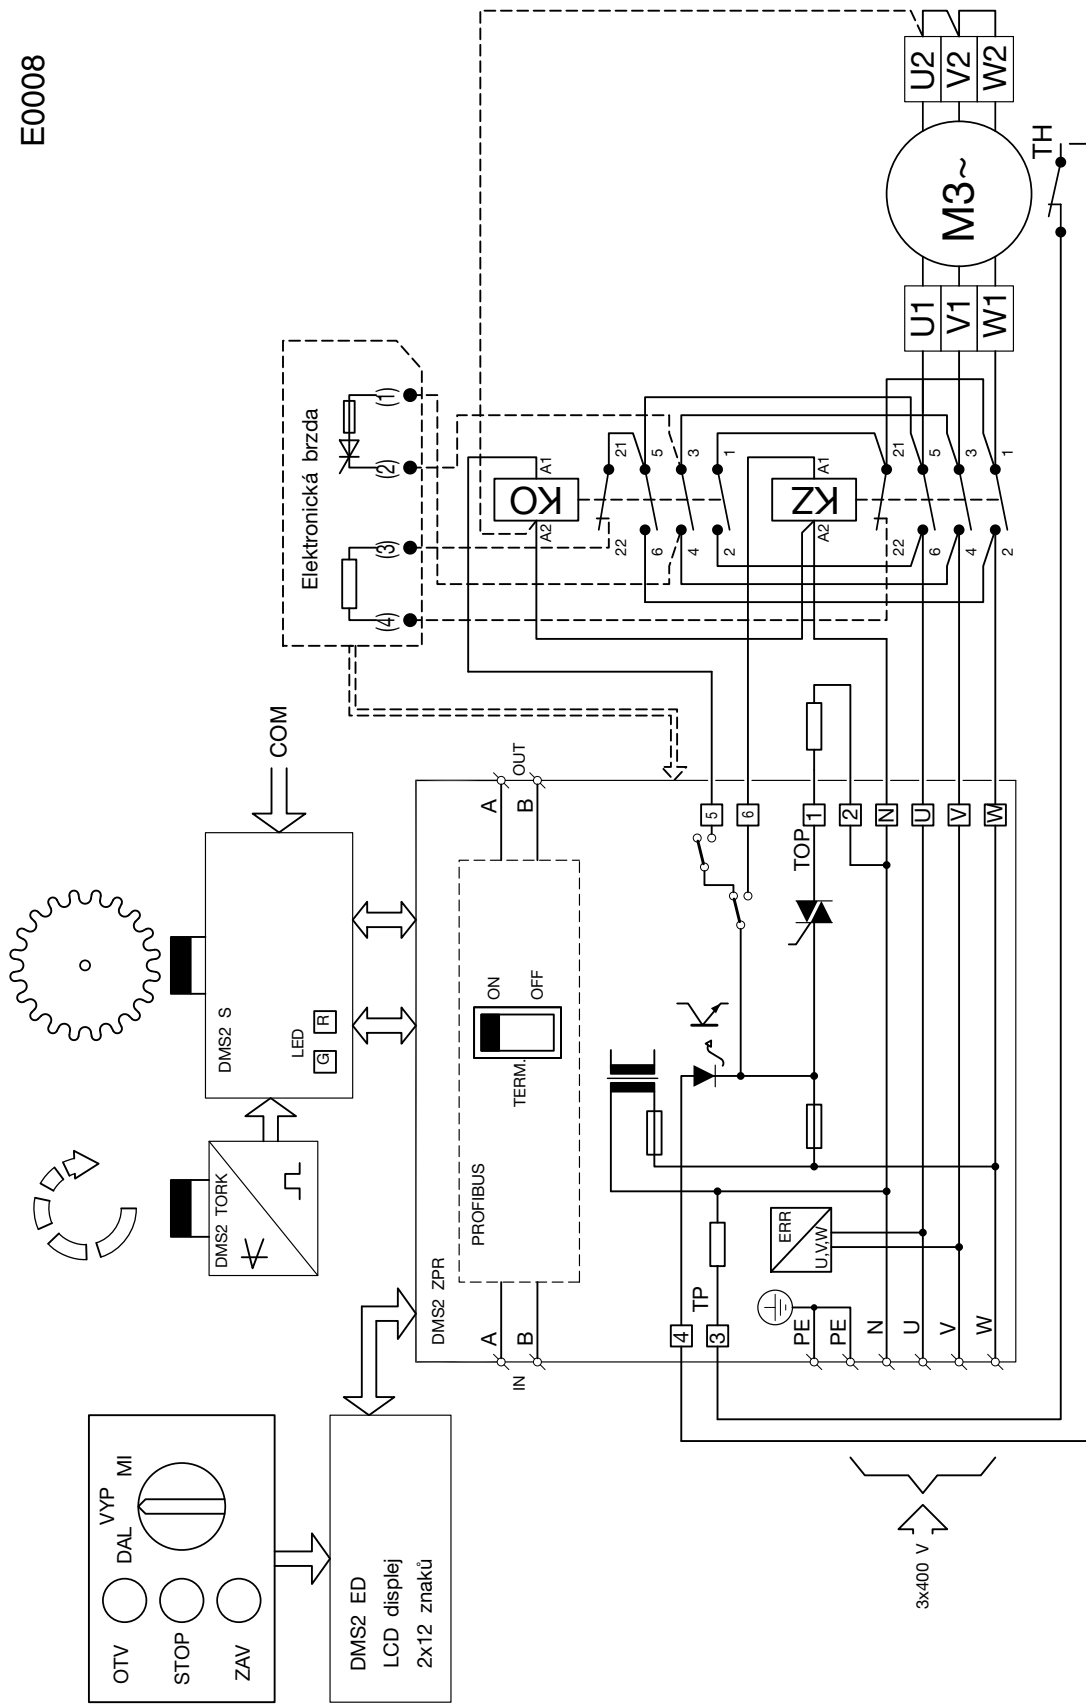 E0008
OTV
STOP
ZAV
DAL
VYP
MI
DMS2 ED
LCD displej
2x12 znaků
DMS2 TORK
DMS2 S
LED
G
R
COM
DMS2 ZPR
PROFIBUS
TERM.
ON
OFF
A
B
IN
A
B
OUT
Elektronická brzda
(4)
(3)
(2)
(1)
KO
A2
A1
22
21
6
5
4
3
2
1
KZ
A2
A1
22
21
6
5
4
3
2
1
4
3
TP
5
6
TOP
1
2
N
U
V
W
ERR
U,V,W
PE
PE
N
U
V
W
3x400 V
U1
V1
W1
M3~
U2
V2
W2
TH